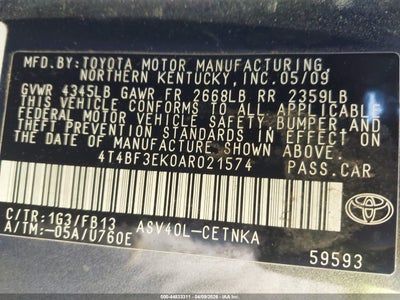 MFD. BY:TOYOTA MOTOR MANUFACTURING,
NORTHERN KENTUCKY, INC. 05/09
GVWR 4345LB GAWR FR 2668LB RR 2359LB
THIS VEHICLE CONFORMS TO ALL APPLICABLE
FEDERAL MOTOR VEHICLE SAFETY, BUMPER, AND
THEFT PREVENTION STANDARDS IN EFFECT ON
THE DATE OF MANUFACTURE SHOWN ABOVE.
4T4BF3EK0AR021574 PASS.CAR
C/TR:1G3/FB13 ASV40L-CETNKA
A/TM:-05A/U760E
TOYOTA
59593